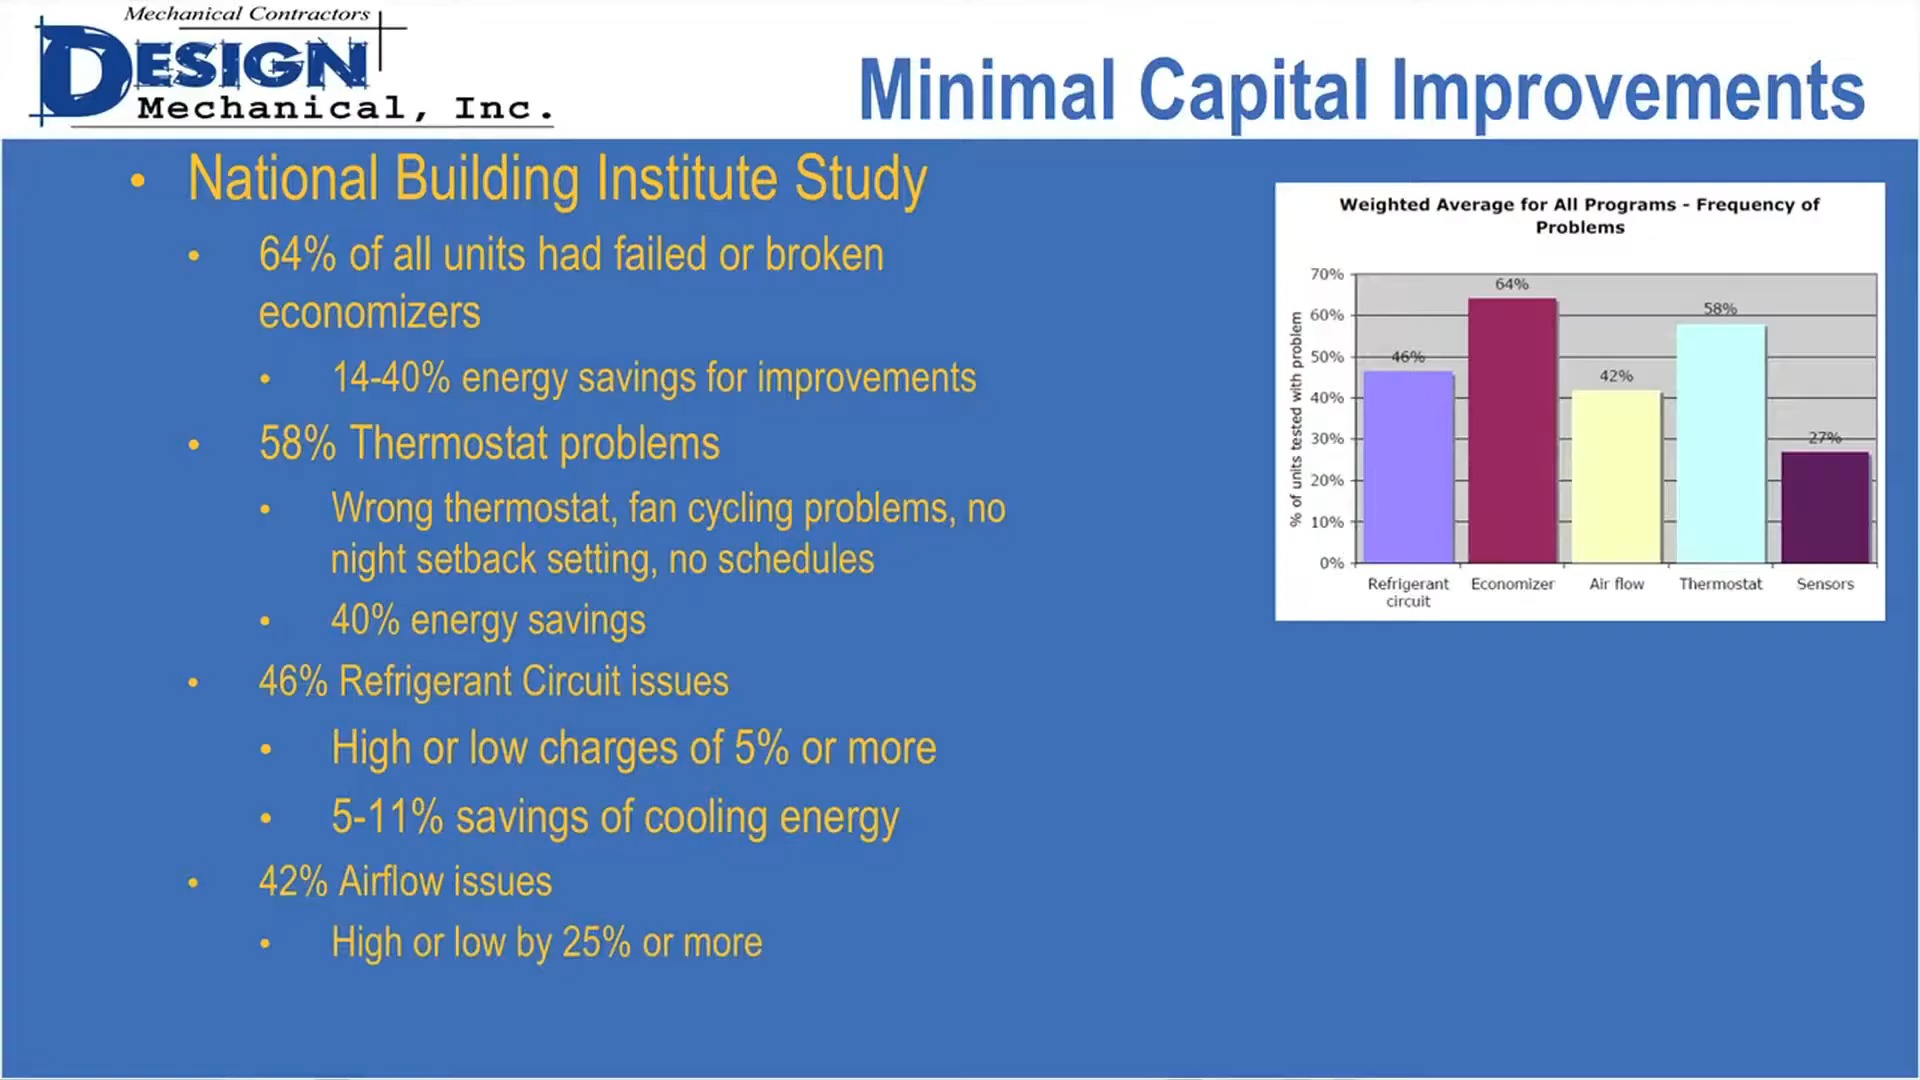 Mechanical Contractors
DESIGN
Mechanical, Inc.
Minimal Capital Improvements
• National Building Institute Study
• 64% of all units had failed or broken
economizers
• 14-40% energy savings for improvements
• 58% Thermostat problems
• Wrong thermostat, fan cycling problems, no
night setback setting, no schedules
• 40% energy savings
• 46% Refrigerant Circuit issues
• High or low charges of 5% or more
• 5-11% savings of cooling energy
• 42% Airflow issues
• High or low by 25% or more
Weighted Average for All Programs - Frequency of
Problems
% of units tested with problem
70%
60%
50%
40%
30%
20%
10%
0%
46%
64%
42%
58%
27%
Refrigerant
circuit
Economizer
Air flow
Thermostat
Sensors